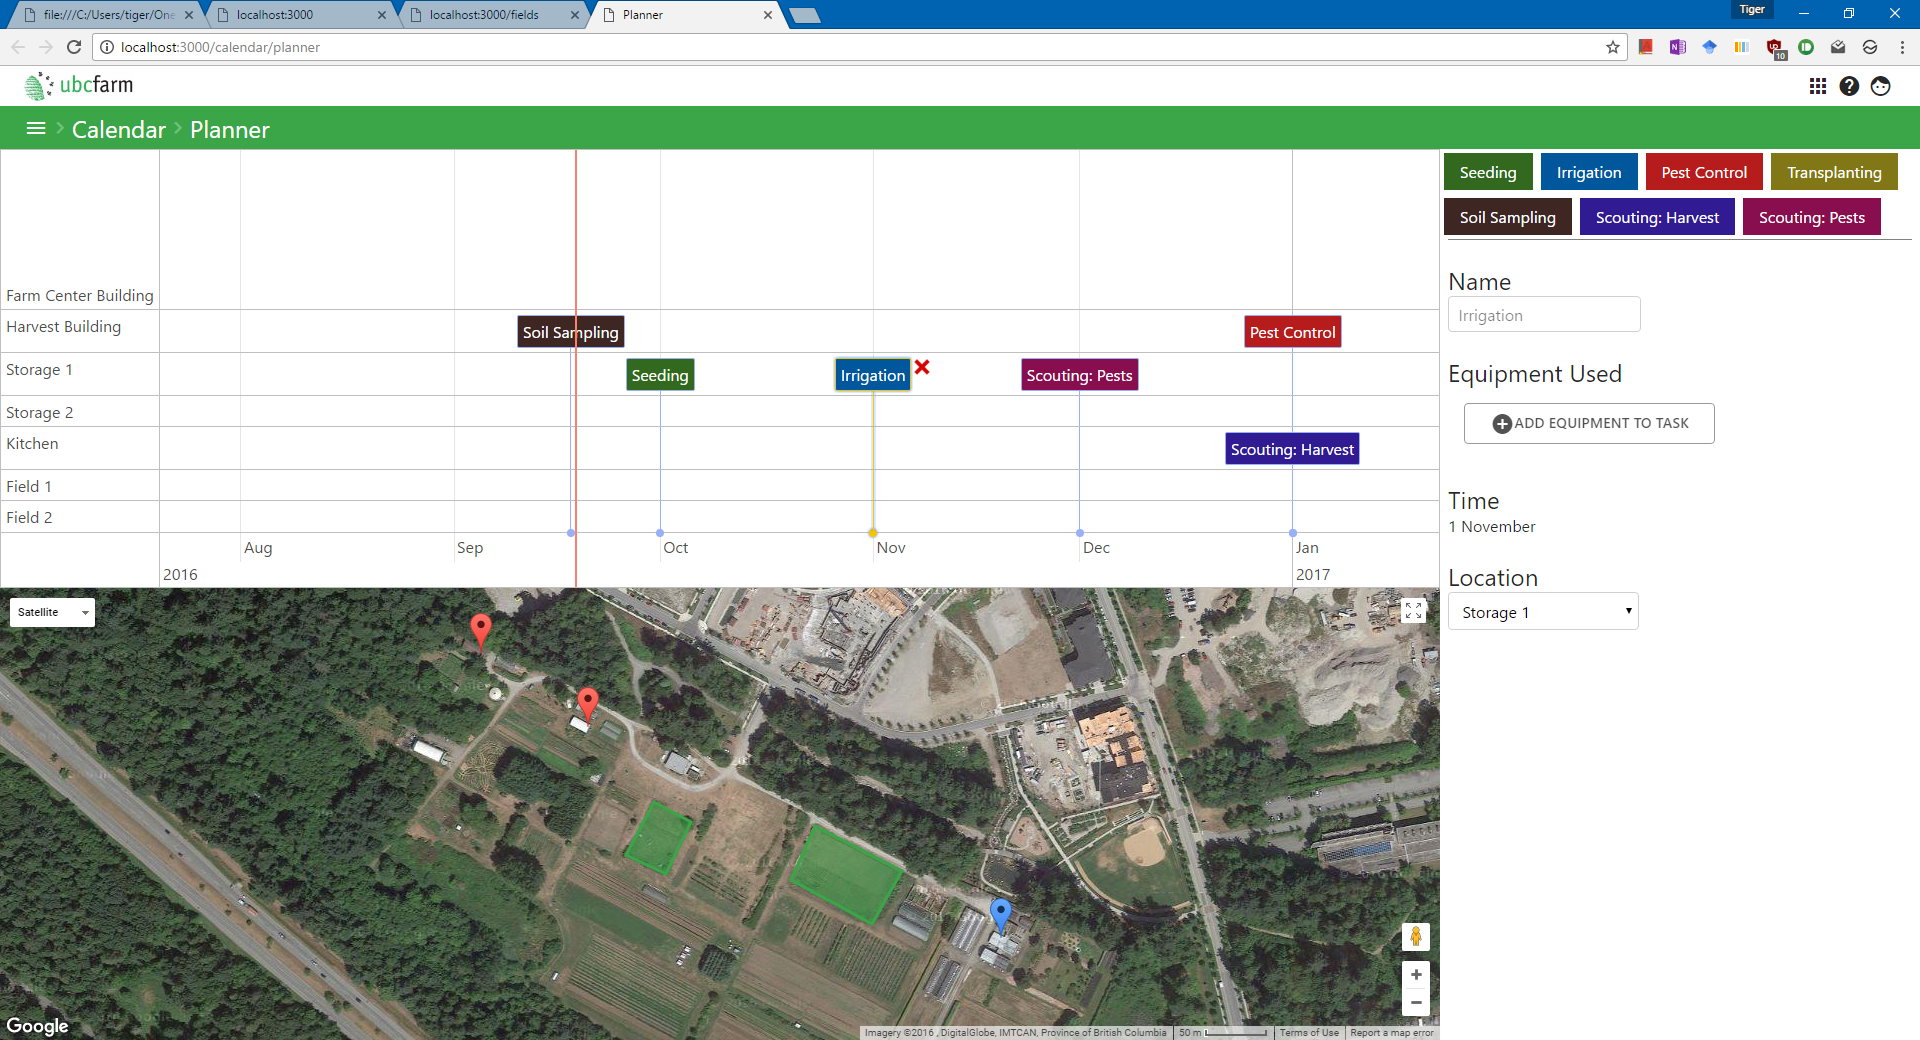 file:///C:/Users/tiger/One
localhost:3000
localhost:3000/fields
Planner
Tiger
localhost:3000/calendar/planner
10
ubcfarm
Calendar
Planner
Farm Center Building
Harvest Building
Storage 1
Storage 2
Kitchen
Field 1
Field 2
Soil Sampling
Pest Control
Seeding
Irrigation
Scouting: Pests
Scouting: Harvest
Aug
Sep
Oct
Nov
Dec
Jan
2016
2017
Seeding
Irrigation
Pest Control
Transplanting
Soil Sampling
Scouting: Harvest
Scouting: Pests
Name
Irrigation
Equipment Used
ADD EQUIPMENT TO TASK
Time
1 November
Location
Storage 1
Satellite
Google
Imagery ©2016 , DigitalGlobe, IMTCAN, Province of British Columbia
50 m
Terms of Use
Report a map error